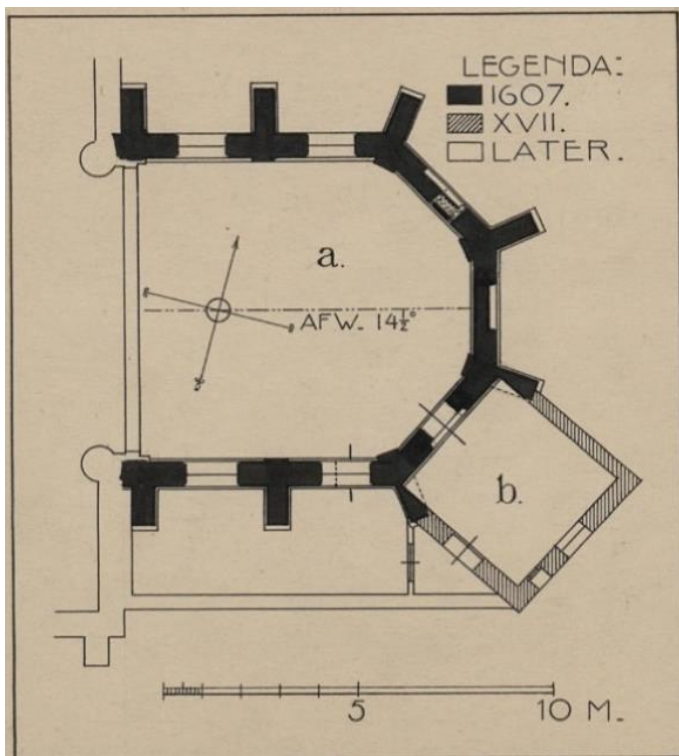 LEGENDA:
1607.
XVII.
LATER.
a.
AFW. 14½°
b.
5
10 M.